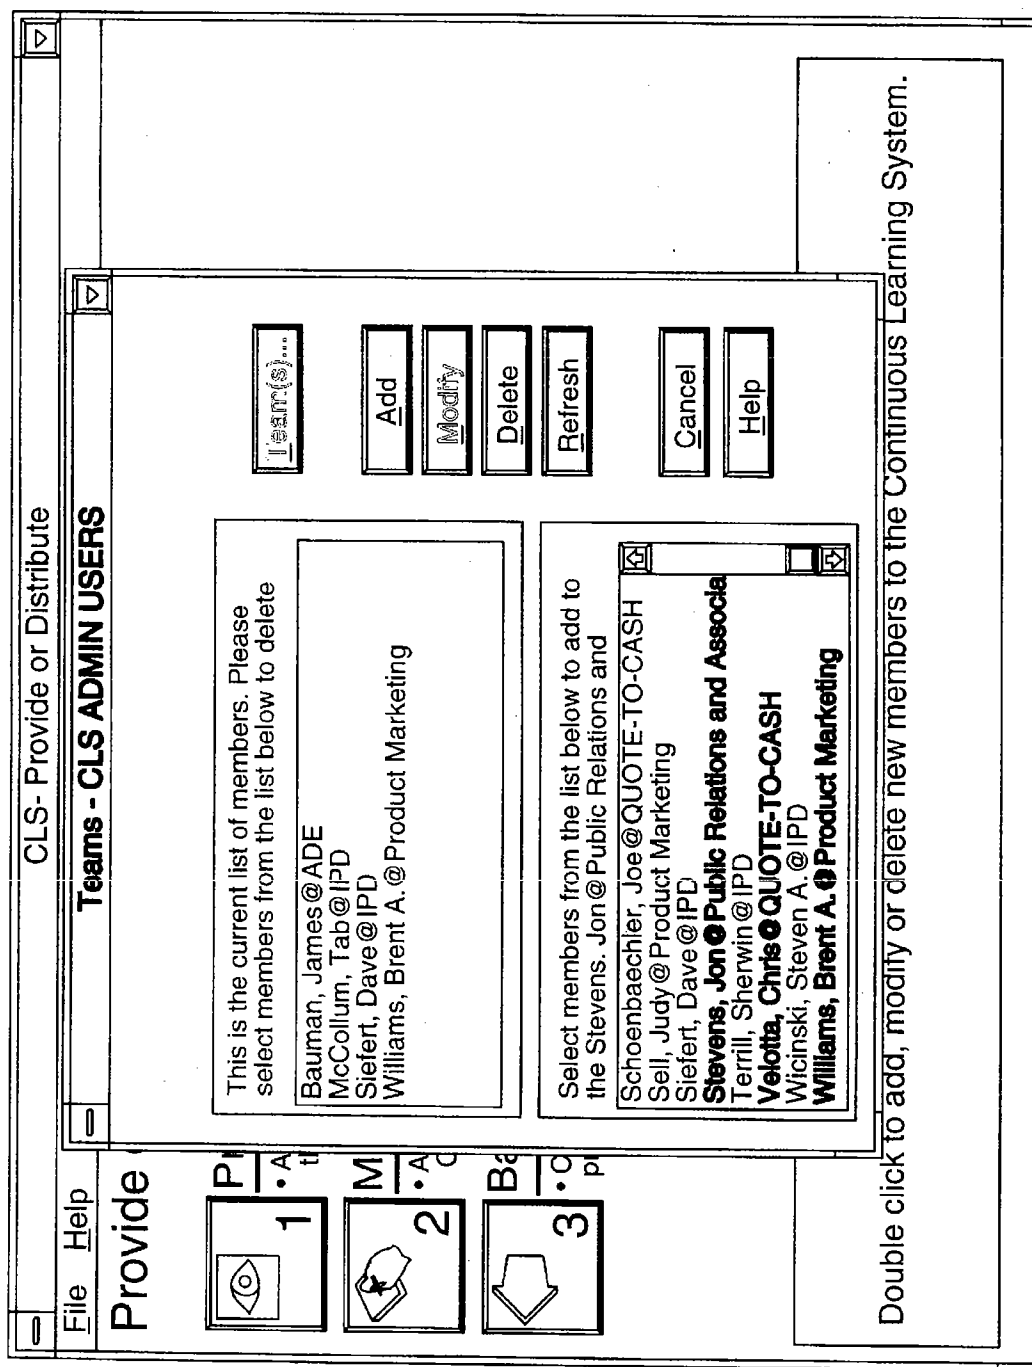 CLS- Provide or Distribute
File Help
Provide
1
Pr
• A
th
2
M
• A
C
3
Ba
• C
pr
Teams - CLS ADMIN USERS
This is the current list of members. Please
select members from the list below to delete
Bauman, James@ADE
McCollum, Tab@IPD
Siefert, Dave@IPD
Williams, Brent A.@Product Marketing
Select members from the list below to add to
the Stevens. Jon@Public Relations and
Schoenbaechler, Joe@QUOTE-TO-CASH
Sell, Judy@Product Marketing
Siefert, Dave@IPD
Stevens, Jon@Public Relations and Associa
Terrill, Sherwin@IPD
Velotta, Chris@QUOTE-TO-CASH
Wicinski, Steven A.@IPD
Williams, Brent A.@Product Marketing
Team(s)...
Add
Modify
Delete
Refresh
Cancel
Help
Double click to add, modify or delete new members to the Continuous Learning System.